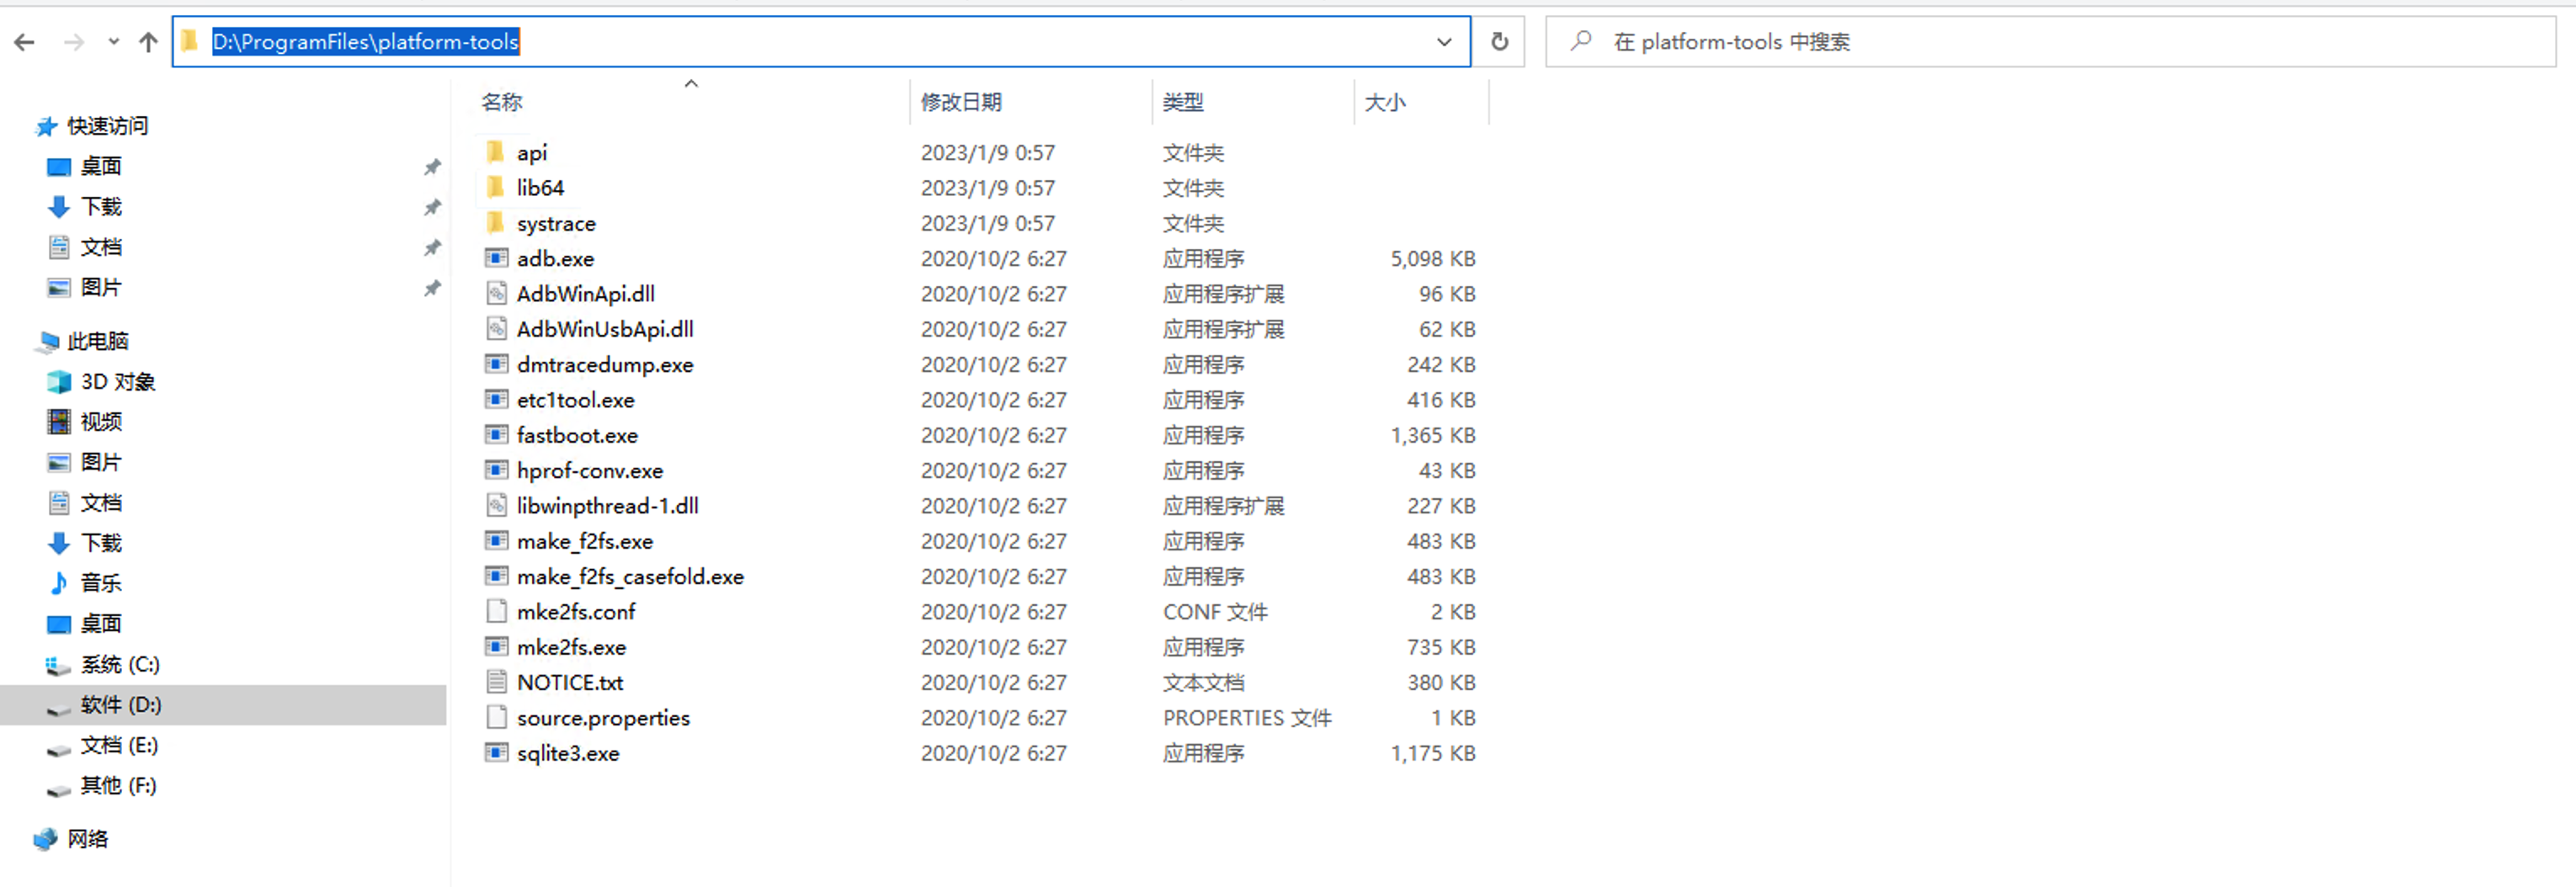 D:\ProgramFiles\platform-tools
在 platform-tools 中搜索
名称 修改日期 类型 大小
快速访问
桌面
下载
文档
图片
此电脑
3D 对象
视频
图片
文档
下载
音乐
桌面
系统 (C:)
软件 (D:)
文档 (E:)
其他 (F:)
网络
api 2023/1/9 0:57 文件夹
lib64 2023/1/9 0:57 文件夹
systrace 2023/1/9 0:57 文件夹
adb.exe 2020/10/2 6:27 应用程序 5,098 KB
AdbWinApi.dll 2020/10/2 6:27 应用程序扩展 96 KB
AdbWinUsbApi.dll 2020/10/2 6:27 应用程序扩展 62 KB
dmtracedump.exe 2020/10/2 6:27 应用程序 242 KB
etc1tool.exe 2020/10/2 6:27 应用程序 416 KB
fastboot.exe 2020/10/2 6:27 应用程序 1,365 KB
hprof-conv.exe 2020/10/2 6:27 应用程序 43 KB
libwinpthread-1.dll 2020/10/2 6:27 应用程序扩展 227 KB
make_f2fs.exe 2020/10/2 6:27 应用程序 483 KB
make_f2fs_casefold.exe 2020/10/2 6:27 应用程序 483 KB
mke2fs.conf 2020/10/2 6:27 CONF 文件 2 KB
mke2fs.exe 2020/10/2 6:27 应用程序 735 KB
NOTICE.txt 2020/10/2 6:27 文本文档 380 KB
source.properties 2020/10/2 6:27 PROPERTIES 文件 1 KB
sqlite3.exe 2020/10/2 6:27 应用程序 1,175 KB